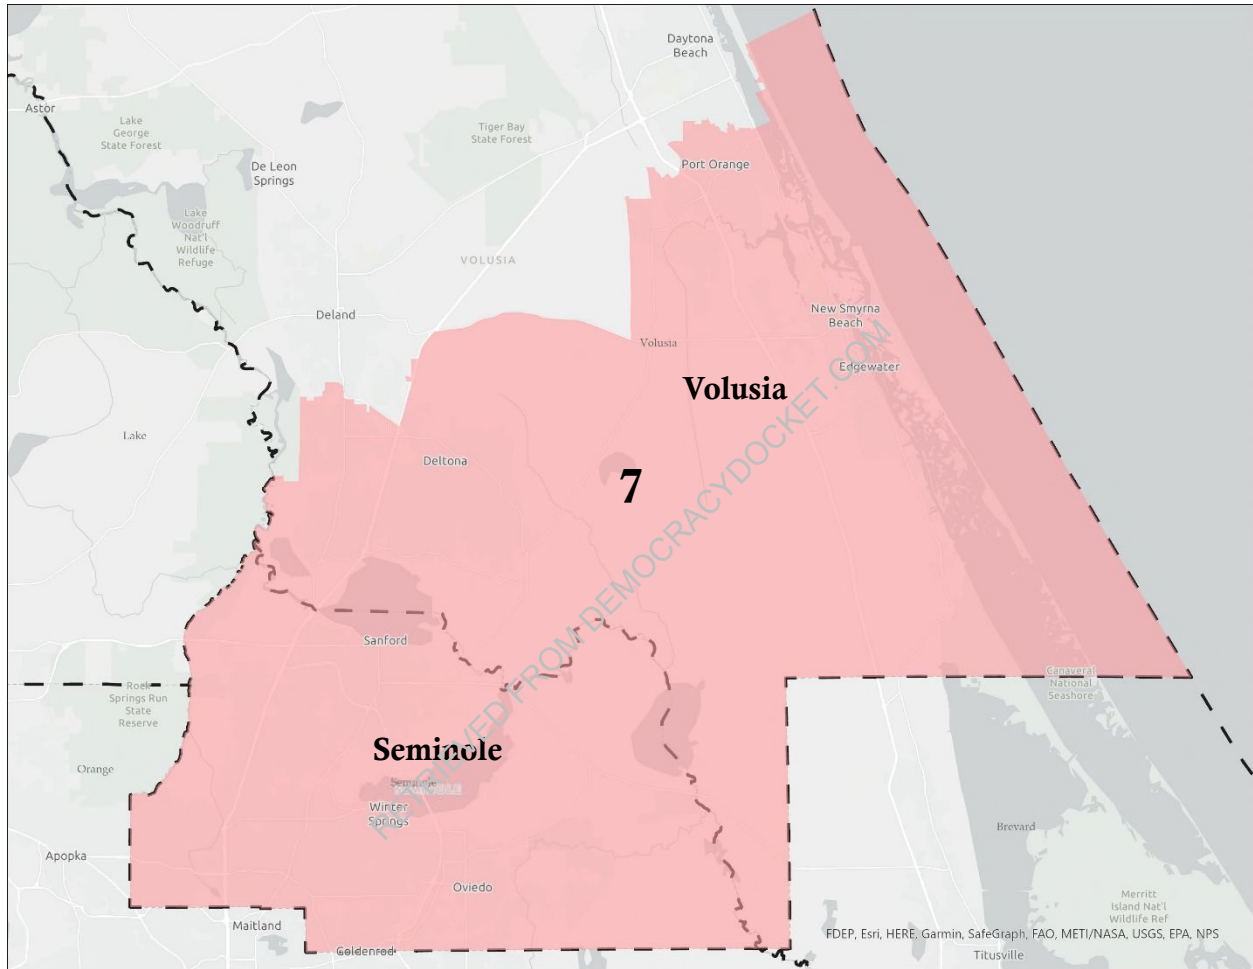 Daytona
Beach
Astor
Lake
George
State Forest
Tiger Bay
State Forest
De Leon
Springs
Port Orange
Lake
Woodruff
Nat'l
Wildlife
Refuge
VOLUSIA
Deland
New Smyrna
Beach
Volusia
Edgewater
Volusia
Lake
Deltona
7
RETRIEVED FROM DEMOCRACYDOCKET.COM
Sanford
Canaveral
National
Seashore
Rock
Springs Run
State
Reserve
Seminole
Orange
Seminole
SEMINOLE
Winter
Springs
Brevard
Apopka
Oviedo
Merritt
Island Nat'l
Wildlife Ref
Maitland
FDEP, Esri, HERE, Garmin, SafeGraph, FAO, METI/NASA, USGS, EPA, NPS
Goldenrod
Titusville